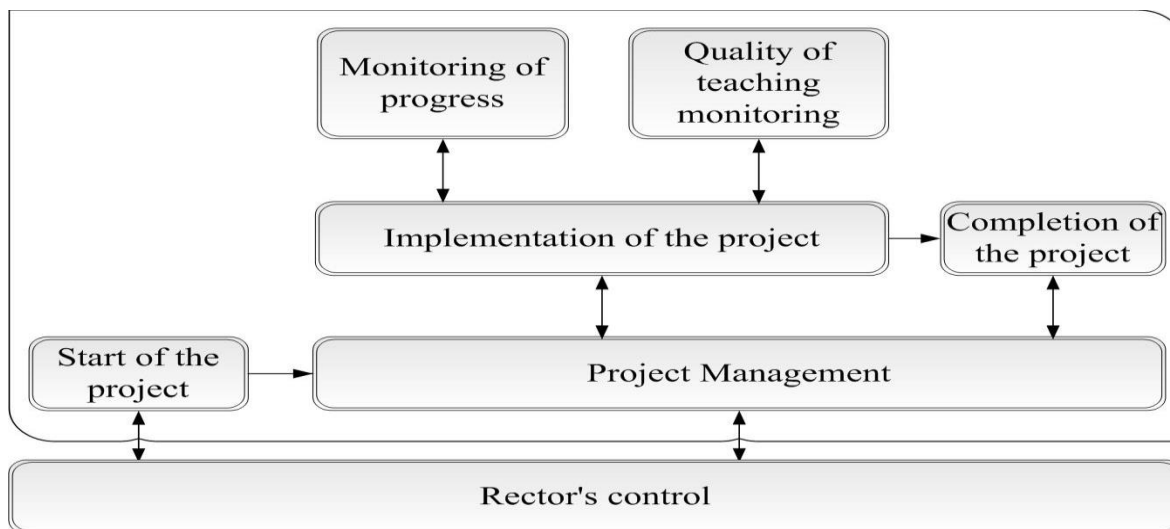 Monitoring of
progress
Quality of
teaching
monitoring
Implementation of the project
Completion of
the project
Start of the
project
Project Management
Rector's control